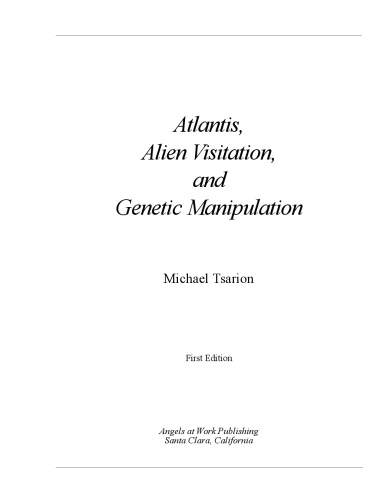 Atlantis,
Alien Visitation,
and
Genetic Manipulation
Michael Tsarion
First Edition
Angels at Work Publishing
Santa Clara, California